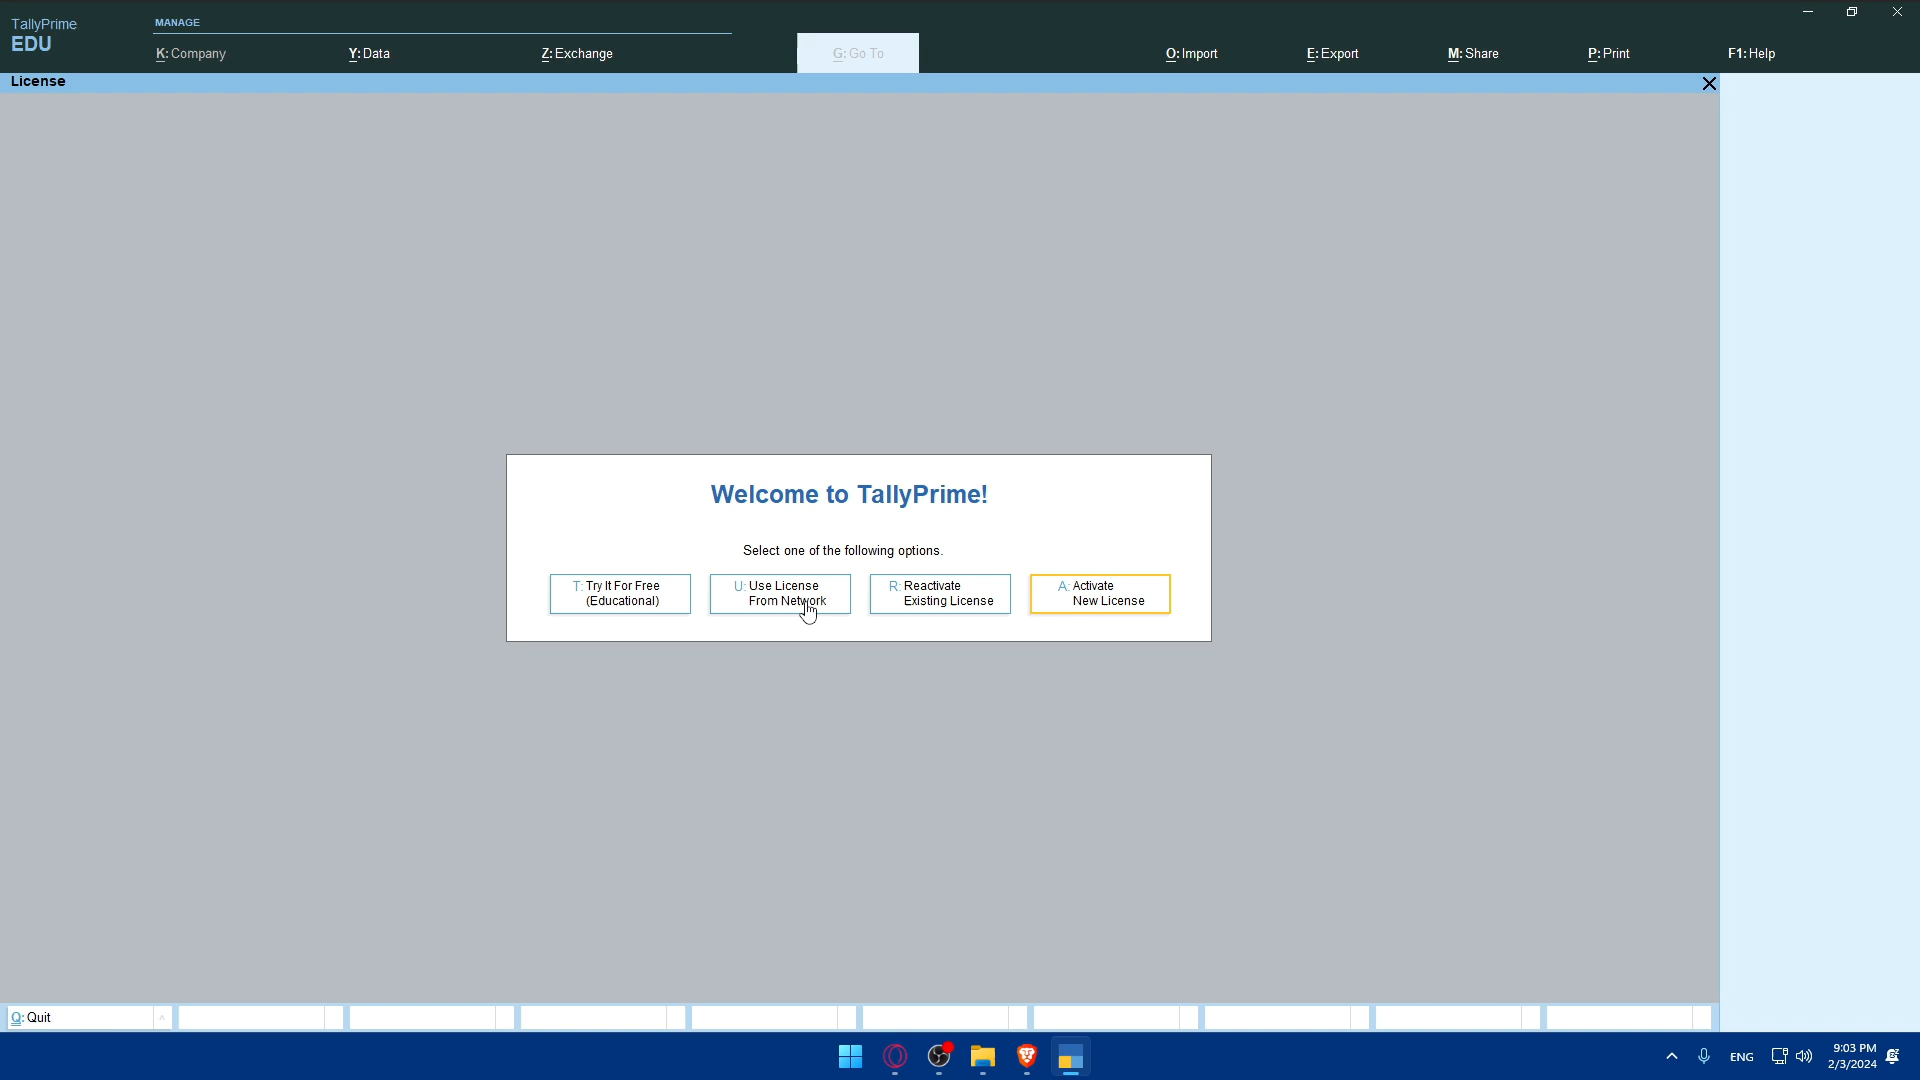 TallyPrime
EDU
MANAGE
K: Company
Y: Data
Z: Exchange
G: Go To
O: Import
E: Export
M: Share
P: Print
F1: Help
License
Welcome to TallyPrime!
Select one of the following options.
T: Try It For Free
(Educational)
U: Use License
From Network
R: Reactivate
Existing License
A: Activate
New License
Q: Quit
ENG
9:03 PM
2/3/2024